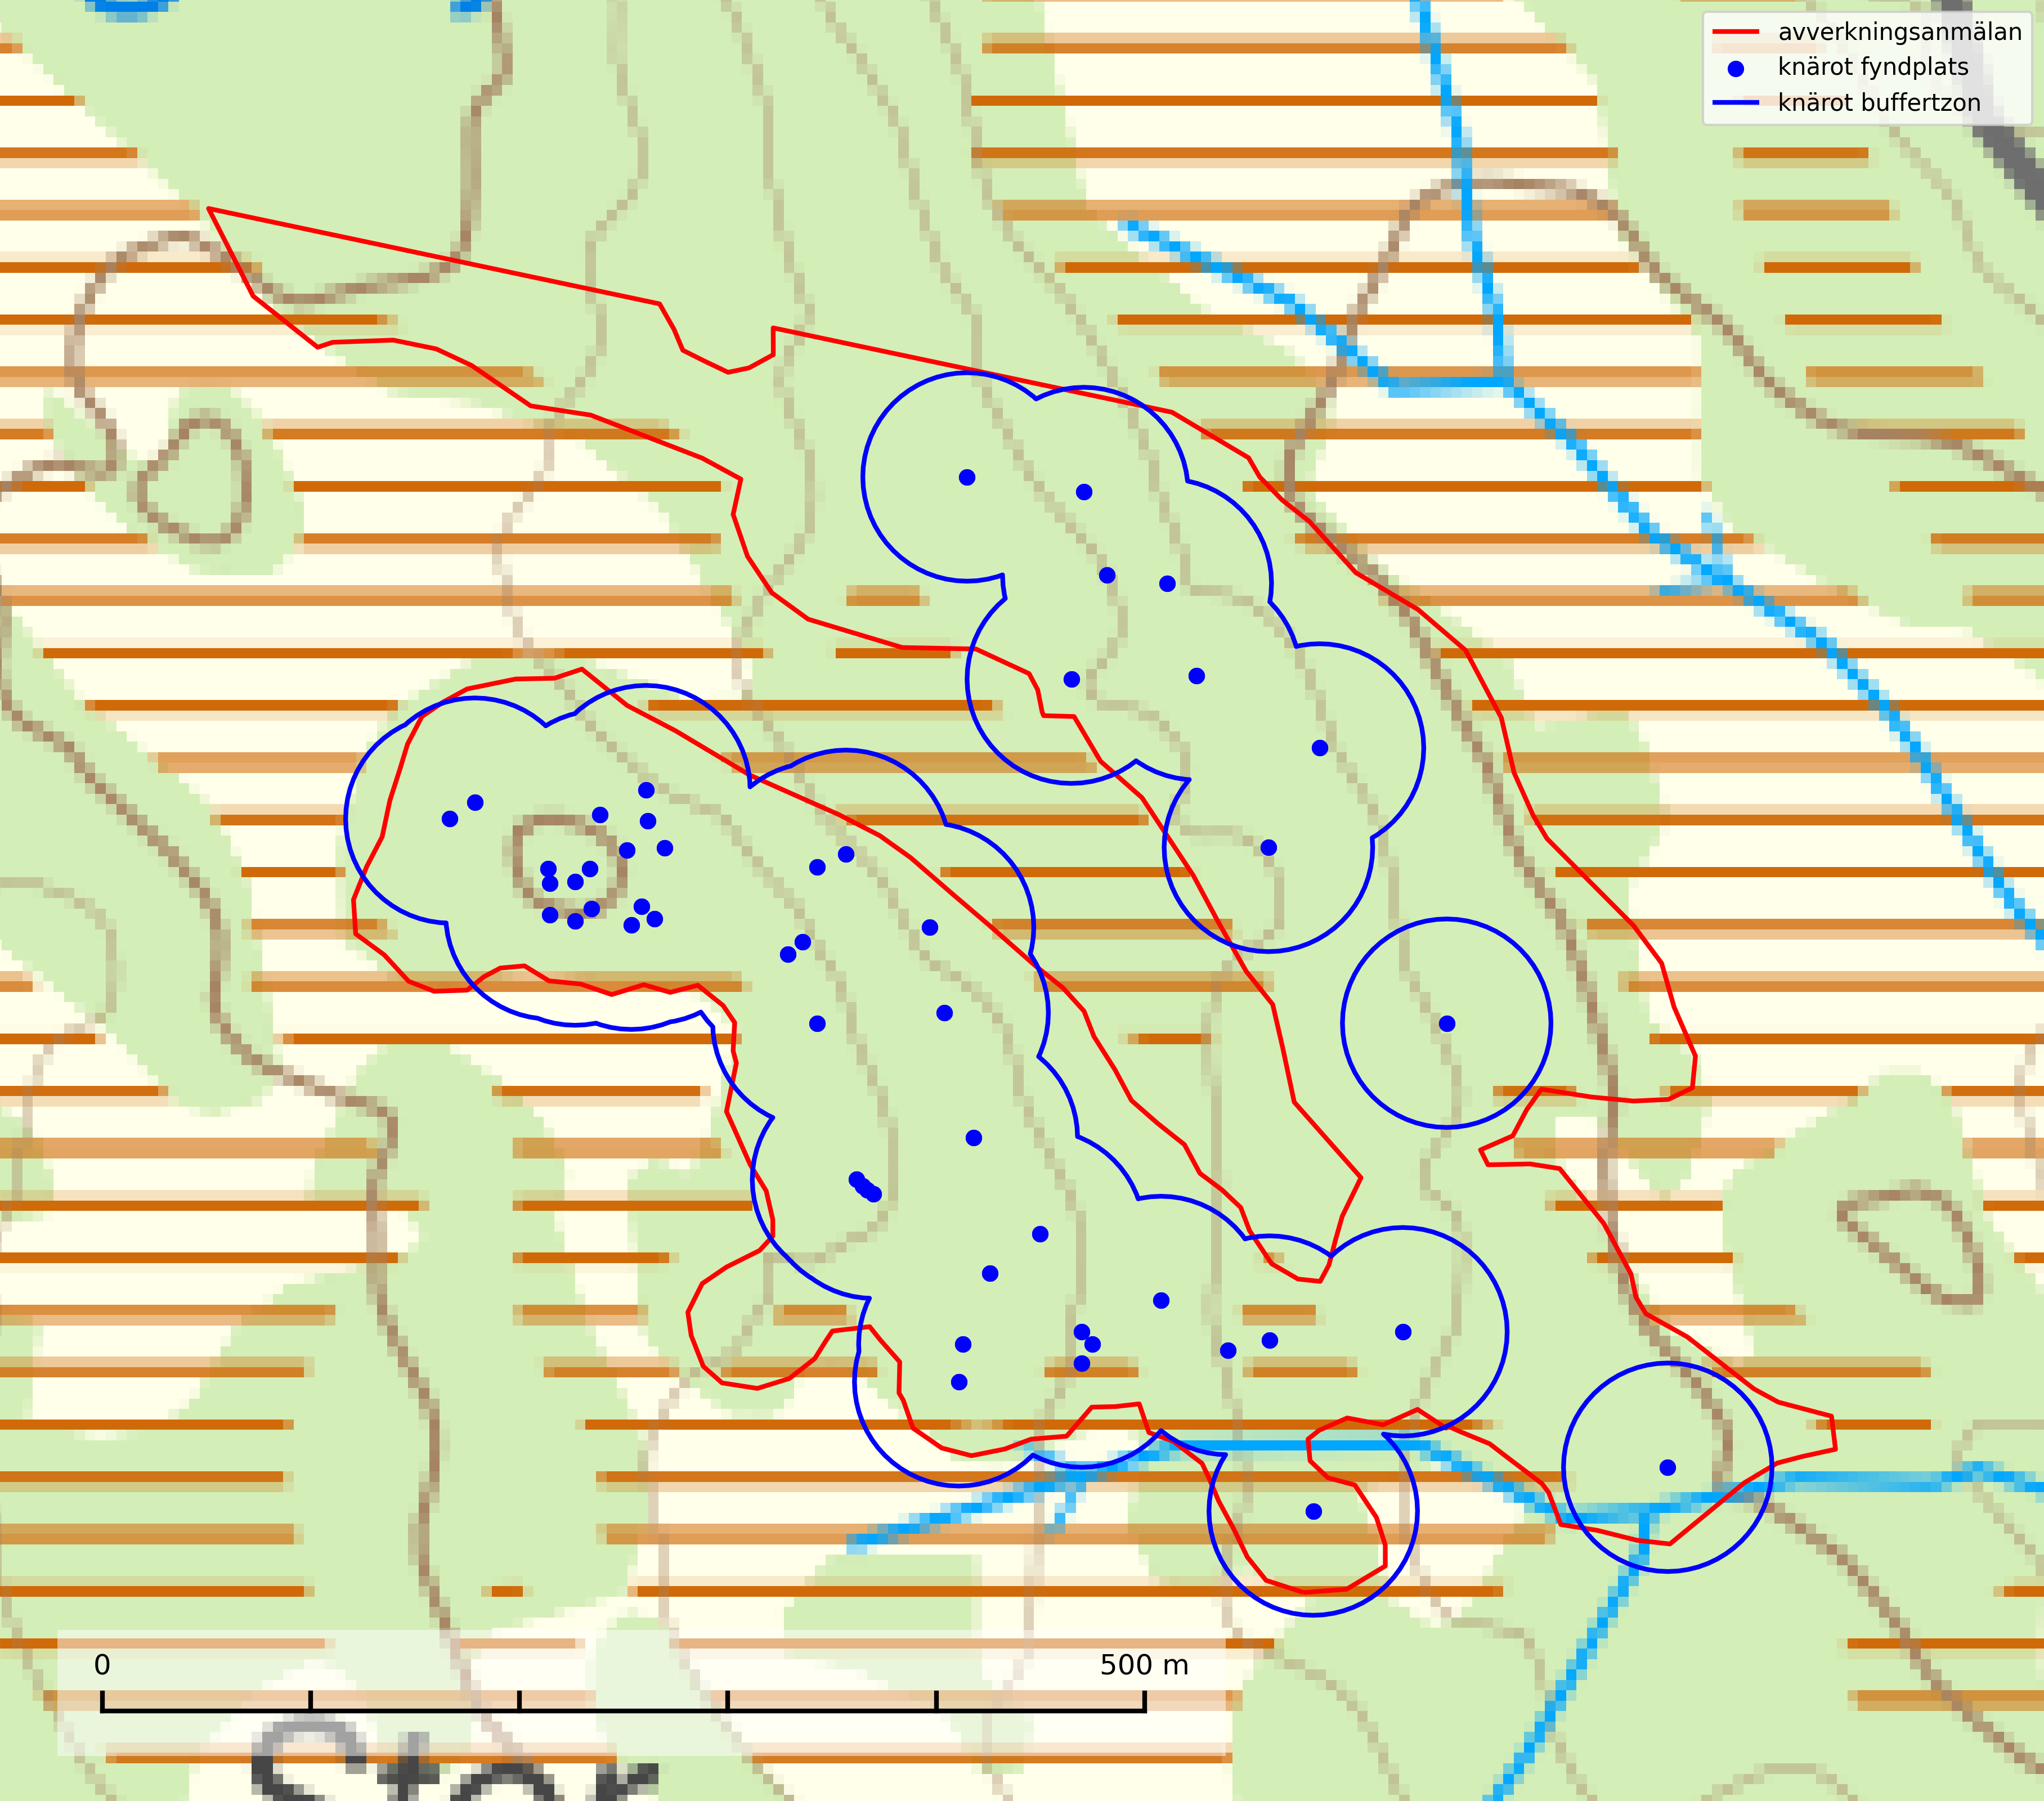 avverkningsanmälan
knärot fyndplats
knärot buffertzon
0 500 m